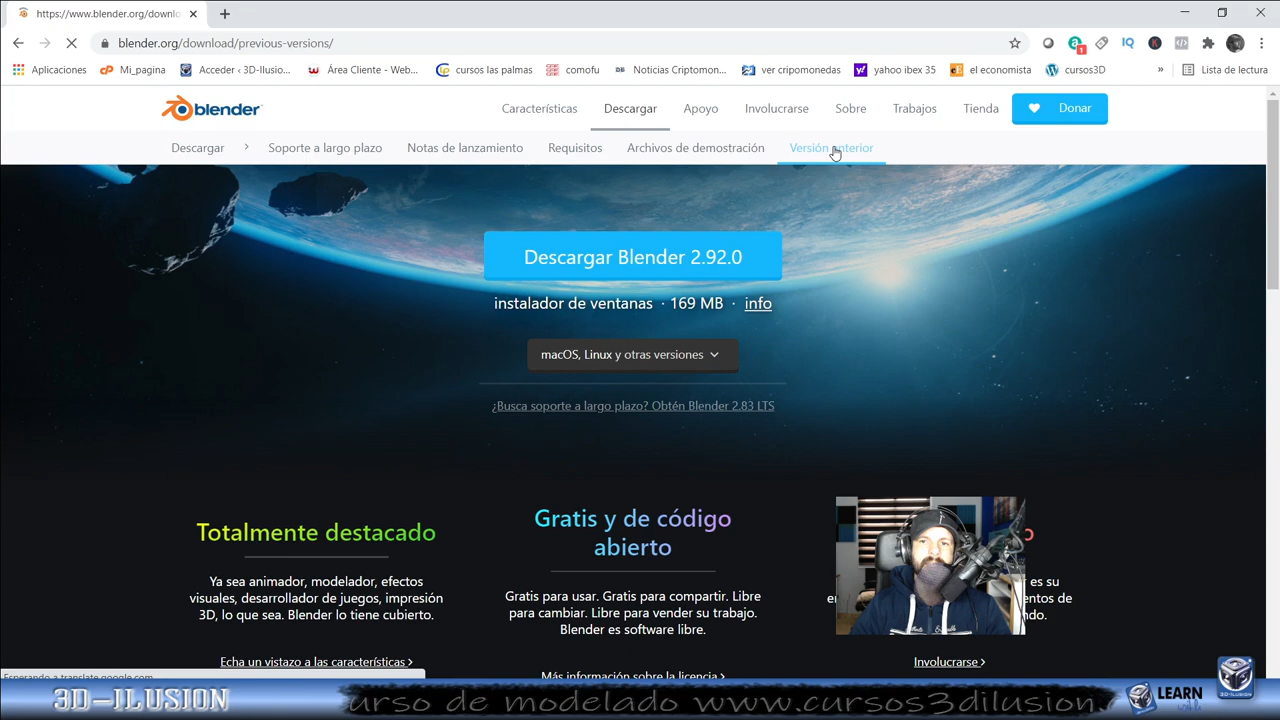 https://www.blender.org/downlo
blender.org/download/previous-versions/
1
Aplicaciones
Mi_pagina
Acceder ‹ 3D-Ilusio...
Área Cliente - Web...
cursos las palmas
comofu
Noticias Criptomon...
ver cripomonedas
yahoo ibex 35
el economista
cursos3D
»
Lista de lectura
blender
Características
Descargar
Apoyo
Involucrarse
Sobre
Trabajos
Tienda
Donar
Descargar
Soporte a largo plazo
Notas de lanzamiento
Requisitos
Archivos de demostración
Versión anterior
Descargar Blender 2.92.0
instalador de ventanas · 169 MB · info
macOS, Linux y otras versiones
¿Busca soporte a largo plazo? Obtén Blender 2.83 LTS
Totalmente destacado
Ya sea animador, modelador, efectos
visuales, desarrollador de juegos, impresión
3D, lo que sea. Blender lo tiene cubierto.
Echa un vistazo a las características
Gratis y de código
abierto
Gratis para usar. Gratis para compartir. Libre
para cambiar. Libre para vender su trabajo.
Blender es software libre.
Más información sobre la licencia
es su
ntos de
ndo.
Involucrarse
Esperando a translate.google.com
3D-ILUSION
urso de modelado www.cursos3dilusion
LEARN